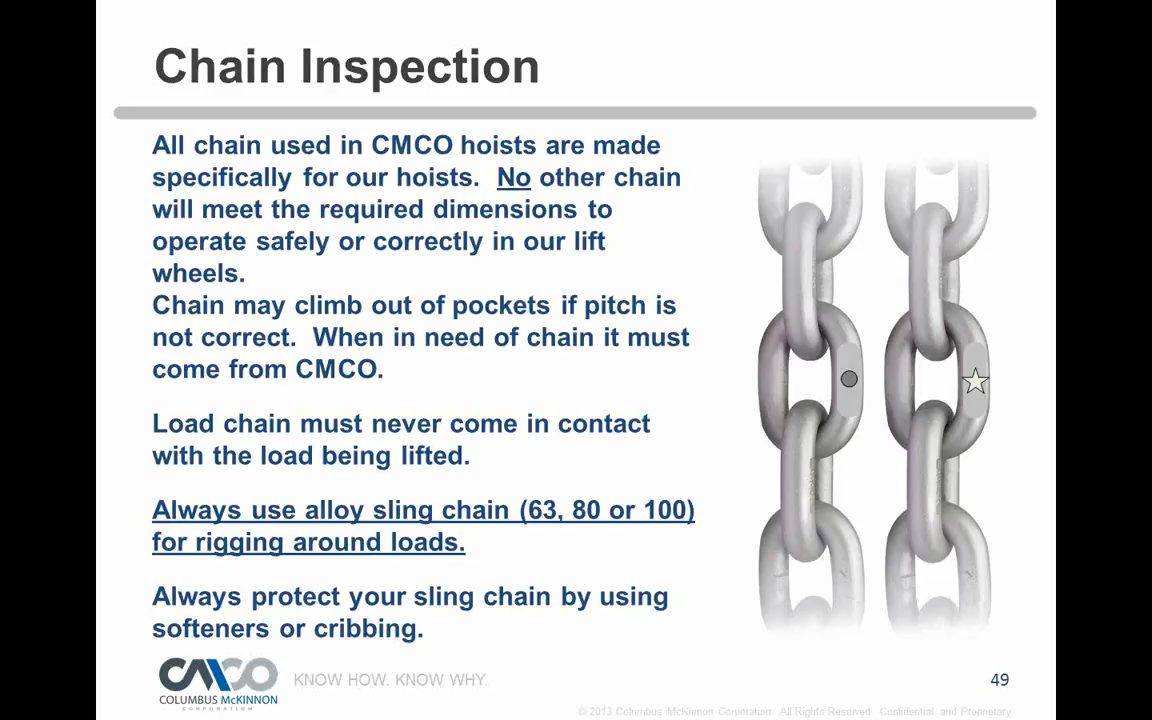 Chain Inspection
All chain used in CMCO hoists are made
specifically for our hoists.  No other chain
will meet the required dimensions to
operate safely or correctly in our lift
wheels.
Chain may climb out of pockets if pitch is
not correct.  When in need of chain it must
come from CMCO.
Load chain must never come in contact
with the load being lifted.
Always use alloy sling chain (63, 80 or 100)
for rigging around loads.
Always protect your sling chain by using
softeners or cribbing.
CMCO
COLUMBUS McKINNON
CORPORATION
KNOW HOW. KNOW WHY.
49
© 2013 Columbus McKinnon Corporation. All Rights Reserved. Confidential and Proprietary